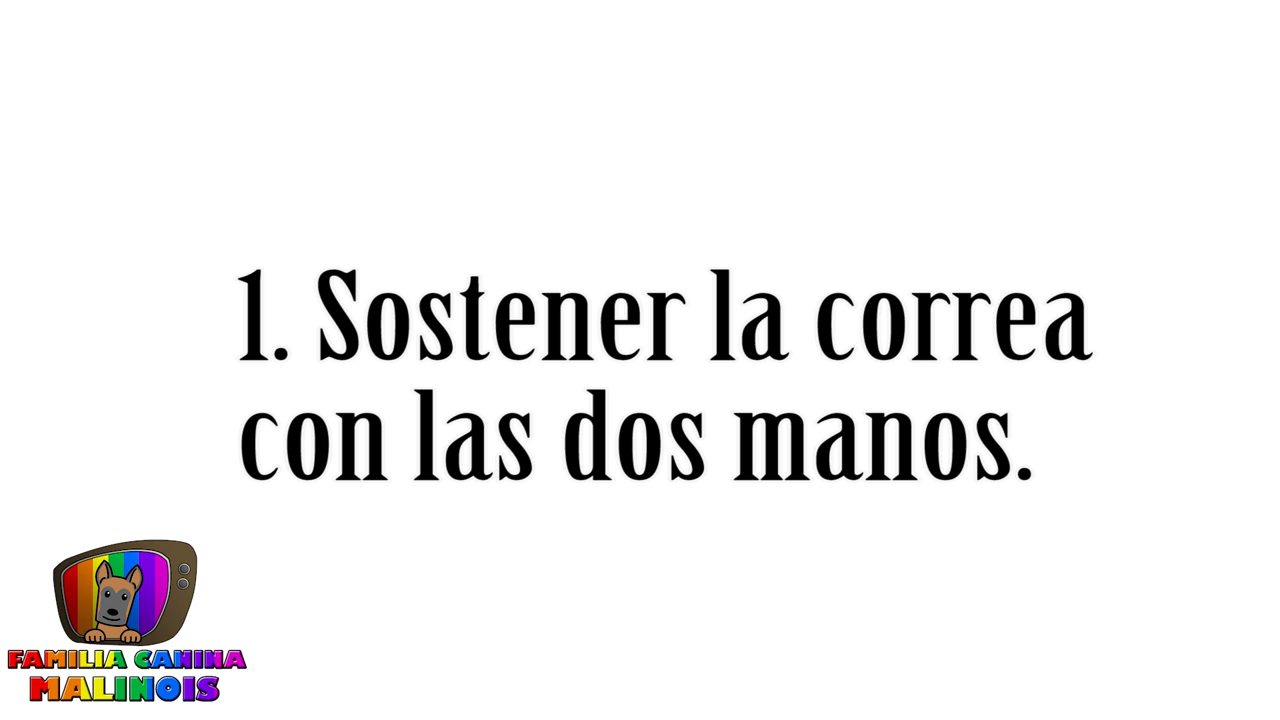 1. Sostener la correa
con las dos manos.
FAMILIA CANINA
MALINOIS